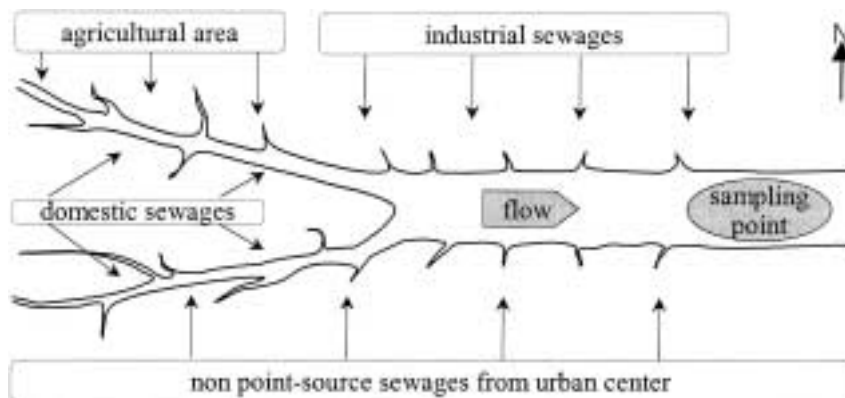 agricultural area
industrial sewages
N
domestic sewages
flow
sampling
point
non point-source sewages from urban center